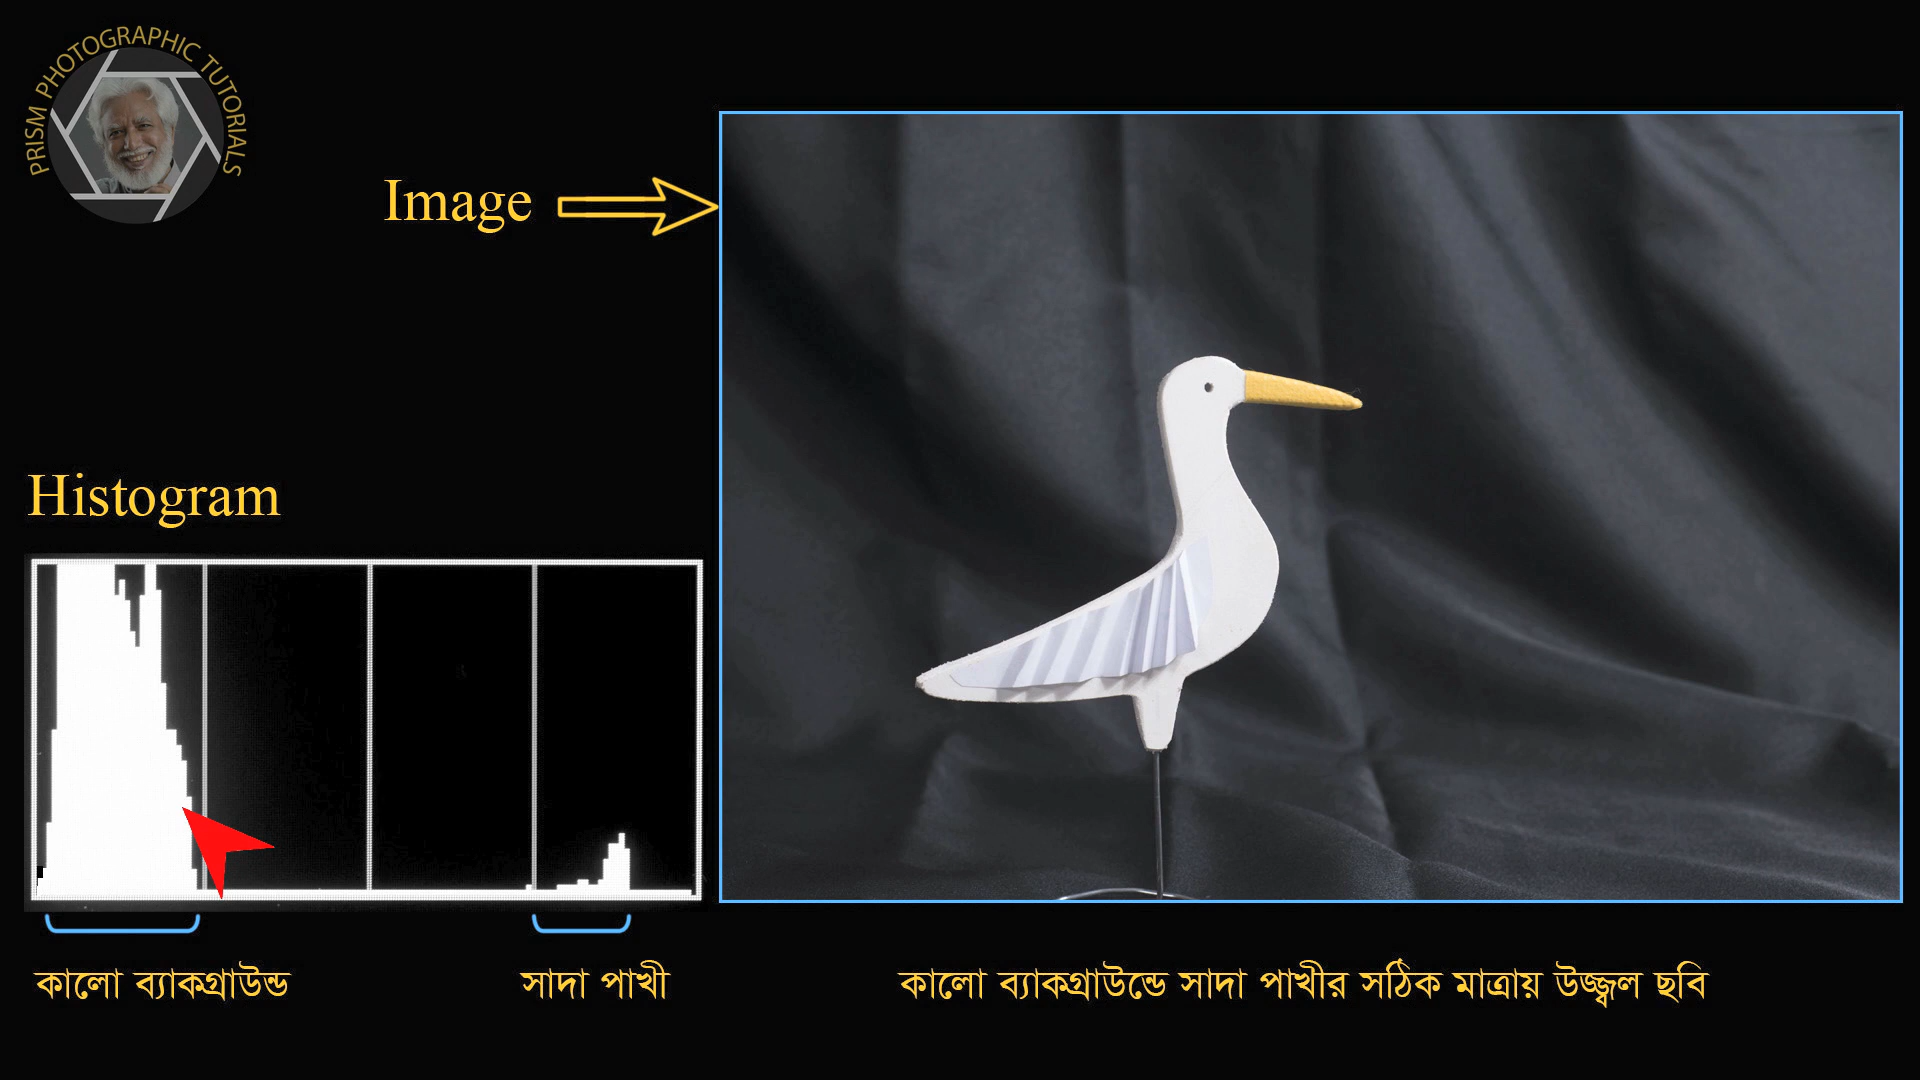 PRISM PHOTOGRAPHIC TUTORIALS
Image
Histogram
কালো ব্যাকগ্রাউন্ড
সাদা পাখী
কালো ব্যাকগ্রাউন্ডে সাদা পাখীর সঠিক মাত্রায় উজ্জ্বল ছবি